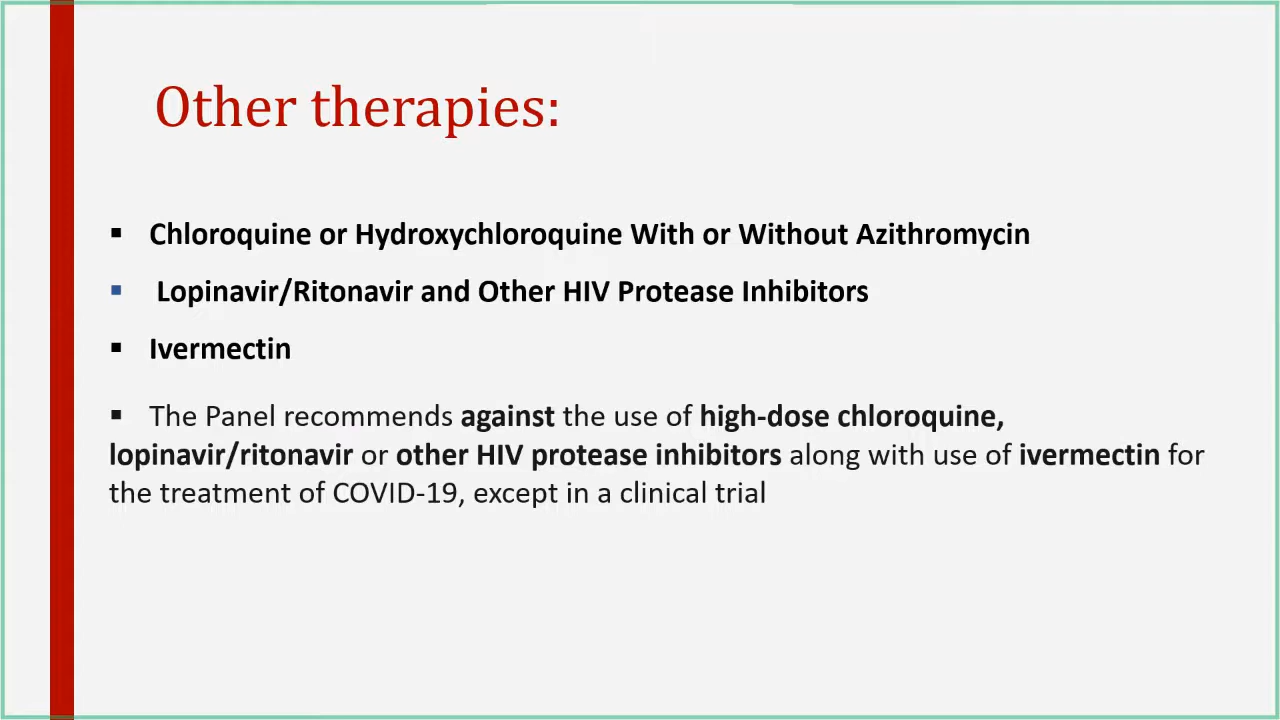 Other therapies:
▪ Chloroquine or Hydroxychloroquine With or Without Azithromycin
▪ Lopinavir/Ritonavir and Other HIV Protease Inhibitors
▪ Ivermectin
▪ The Panel recommends against the use of high-dose chloroquine,
lopinavir/ritonavir or other HIV protease inhibitors along with use of ivermectin for
the treatment of COVID-19, except in a clinical trial